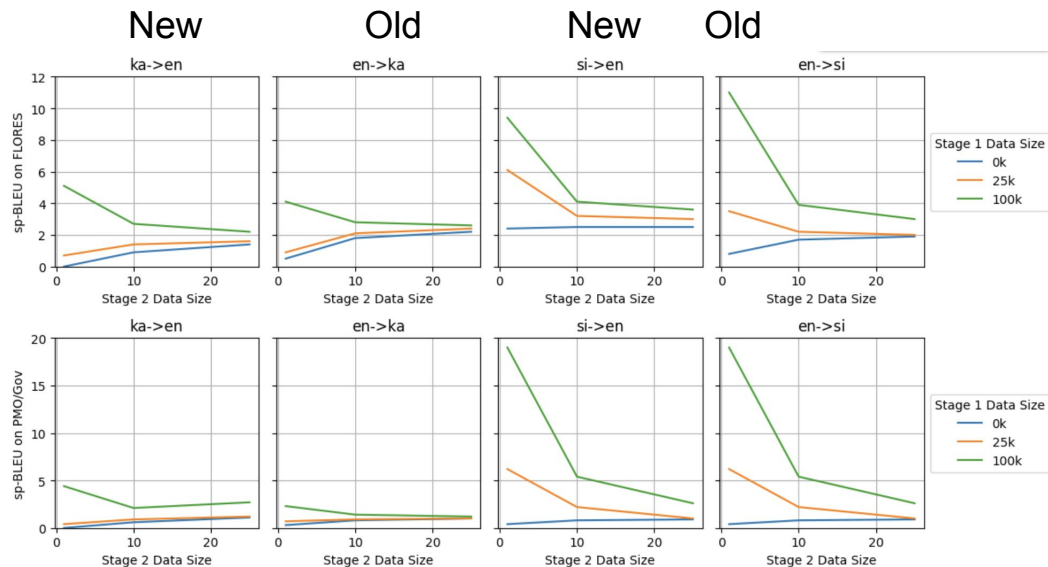 New Old New Old
ka->en en->ka si->en en->si
12
10
8
6
4
2
0
sp-BLEU on FLORES
0 10 20 0 10 20 0 10 20 0 10 20
Stage 2 Data Size Stage 2 Data Size Stage 2 Data Size Stage 2 Data Size
Stage 1 Data Size
0k
25k
100k
ka->en en->ka si->en en->si
20
15
10
5
0
sp-BLEU on PMO/Gov
0 10 20 0 10 20 0 10 20 0 10 20
Stage 2 Data Size Stage 2 Data Size Stage 2 Data Size Stage 2 Data Size
Stage 1 Data Size
0k
25k
100k